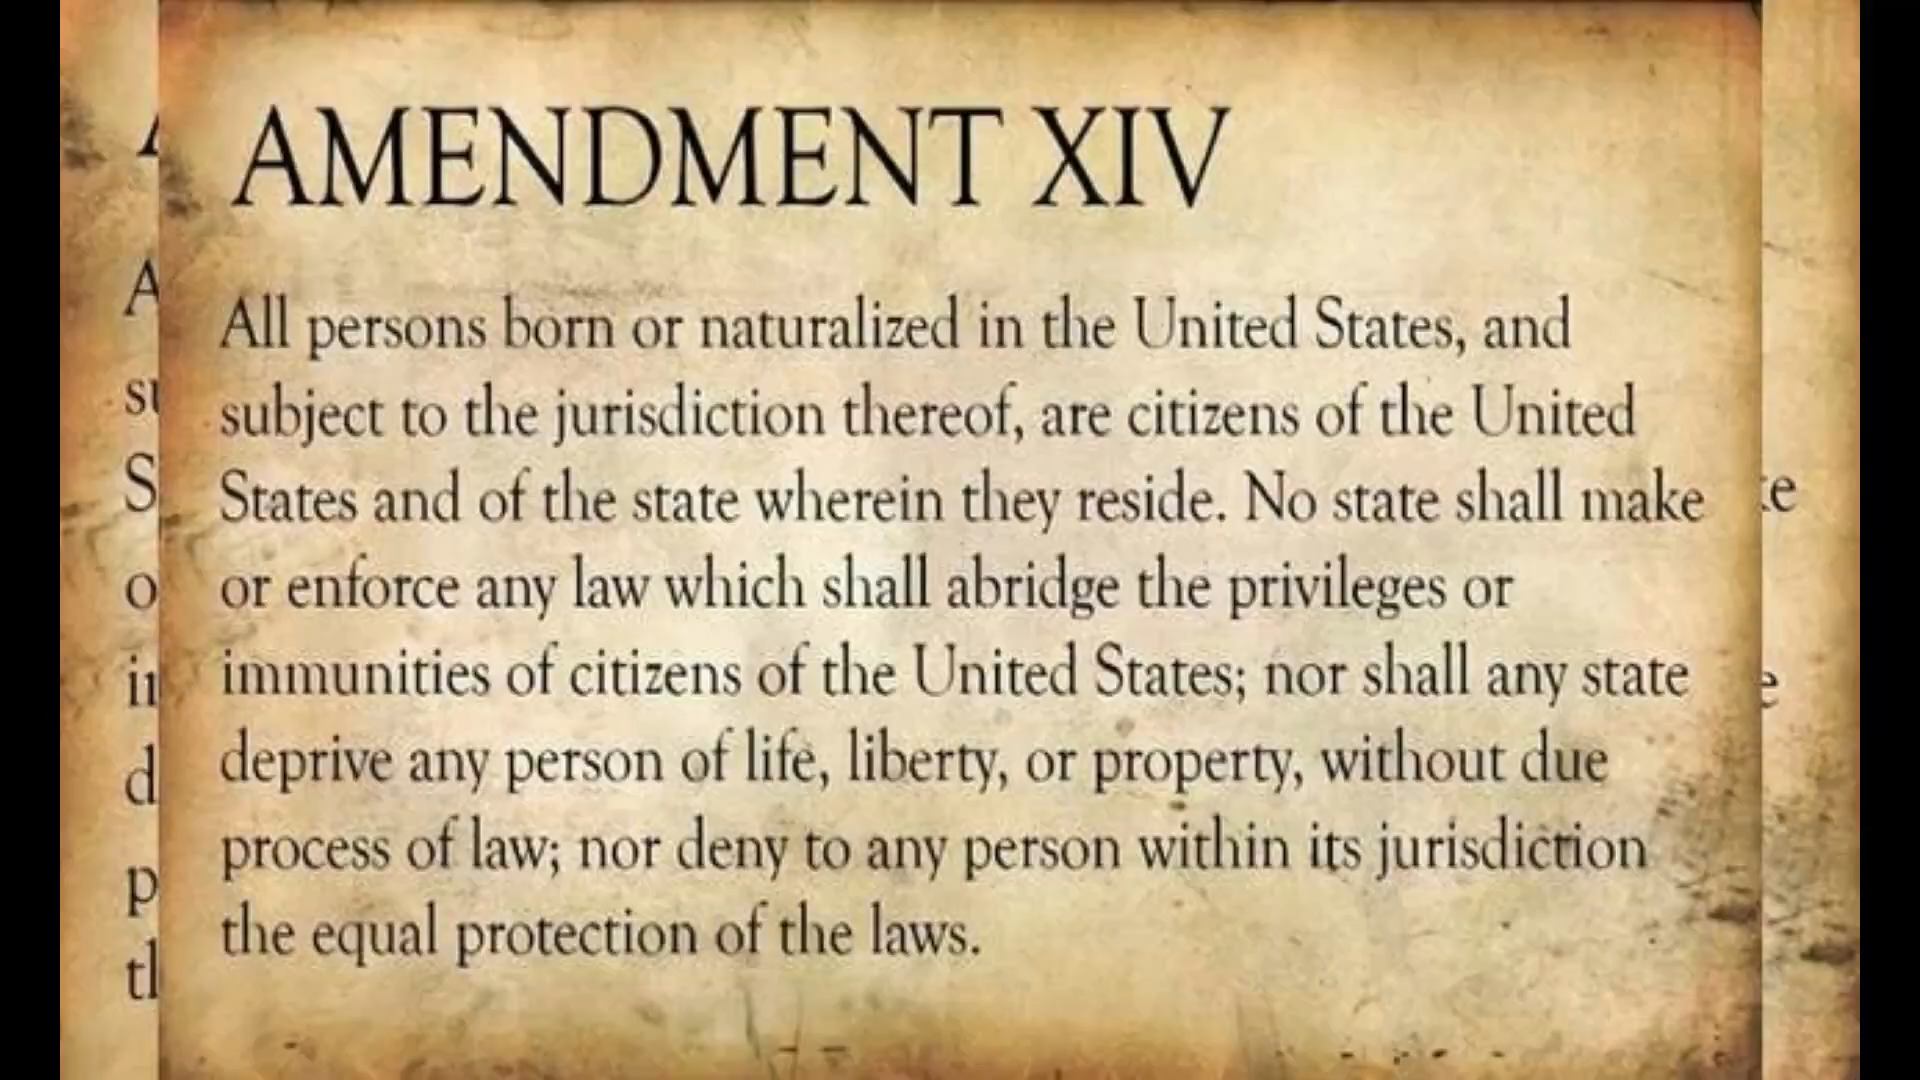 AMENDMENT XIV
All persons born or naturalized in the United States, and
subject to the jurisdiction thereof, are citizens of the United
States and of the state wherein they reside. No state shall make
or enforce any law which shall abridge the privileges or
immunities of citizens of the United States; nor shall any state
deprive any person of life, liberty, or property, without due
process of law; nor deny to any person within its jurisdiction
the equal protection of the laws.